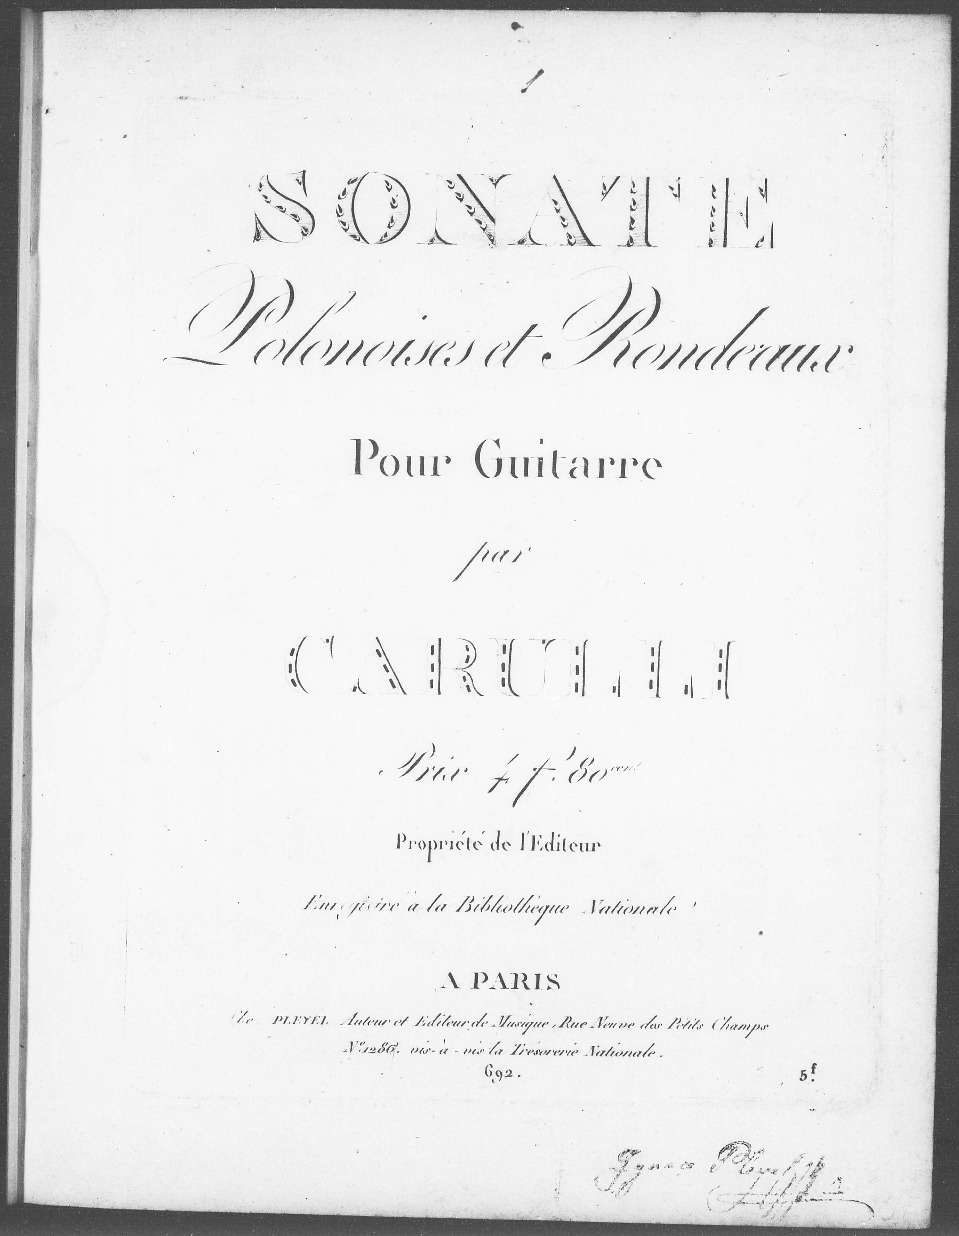 1
SONATE
Polonoises et Rondeaux
Pour Guitarre
par
CARULLI
Prix 4 f. 80 cent
Propriété de l'Editeur
Enregistré à la Bibliothèque Nationale
A PARIS
Che PLEYEL Auteur et Editeur de Musique, Rue Neuve des Petits Champs
N.º 1286. vis-à-vis la Trésorerie Nationale.
692.
5f.
Ignace Pleyel